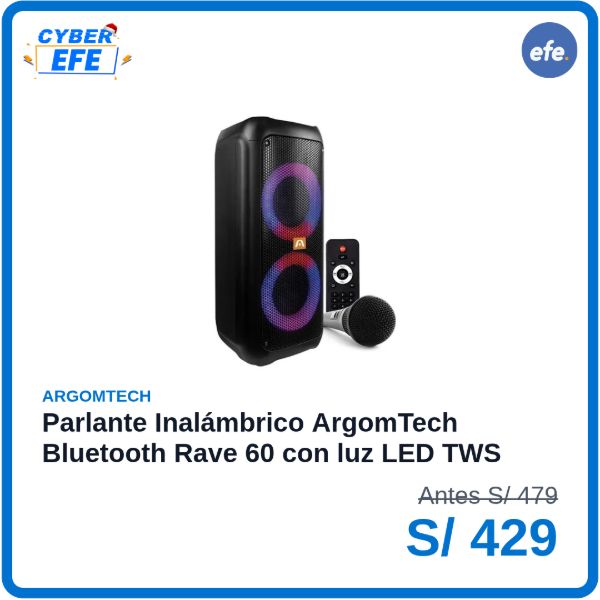 CYBER
EFE
efe.
ARGOMTECH
Parlante Inalámbrico ArgomTech
Bluetooth Rave 60 con luz LED TWS
Antes S/ 479
S/ 429